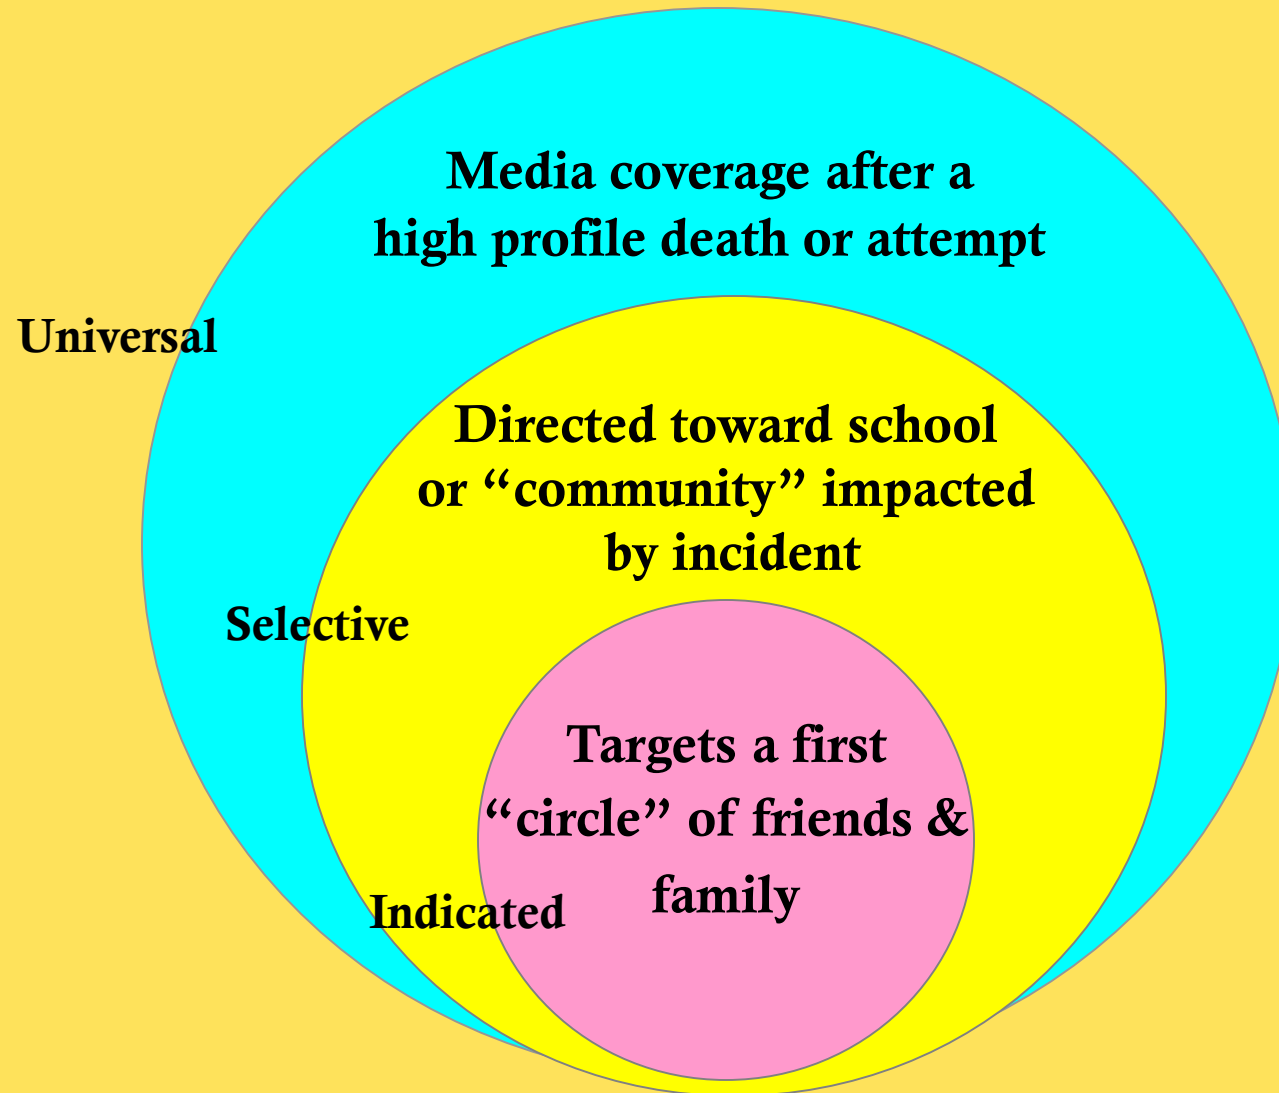 Media coverage after a
high profile death or attempt
Universal
Directed toward school
or “community” impacted
by incident
Selective
Targets a first
“circle” of friends &
family
Indicated